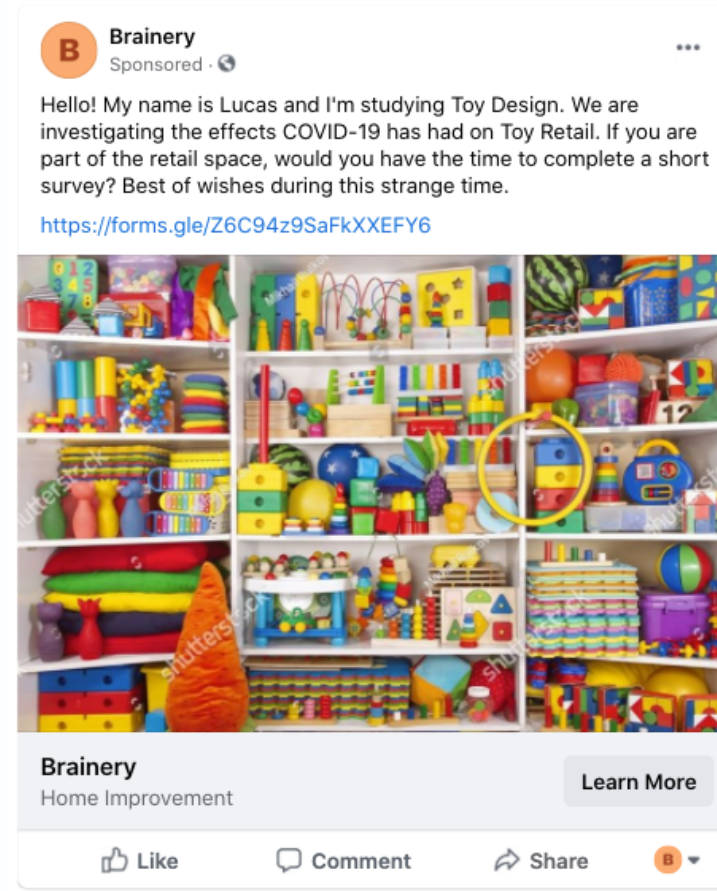 B
Brainery
Sponsored ·
Hello! My name is Lucas and I'm studying Toy Design. We are
investigating the effects COVID-19 has had on Toy Retail. If you are
part of the retail space, would you have the time to complete a short
survey? Best of wishes during this strange time.
https://forms.gle/Z6C94z9SaFkXXEFY6
shutterstock
shutterstock
shutterstock
Brainery
Home Improvement
Learn More
Like
Comment
Share
B